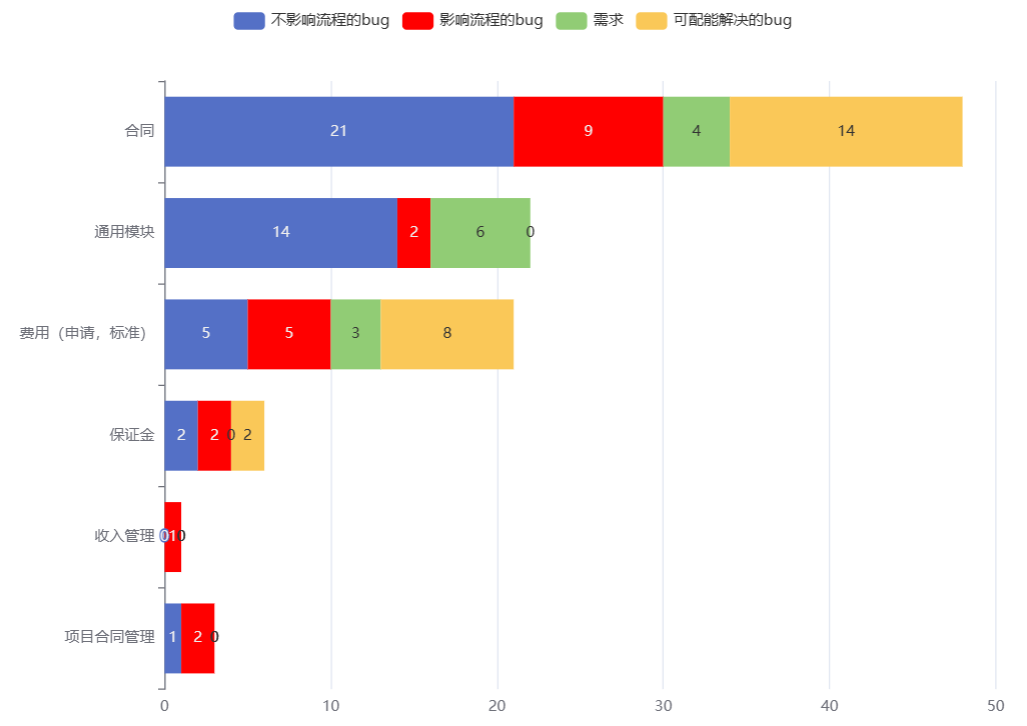 不影响流程的bug 影响流程的bug 需求 可配能解决的bug
合同 21 9 4 14
通用模块 14 2 6 0
费用（申请，标准） 5 5 3 8
保证金 2 2 0 2
收入管理 0 1 0
项目合同管理 1 2 0
0 10 20 30 40 50